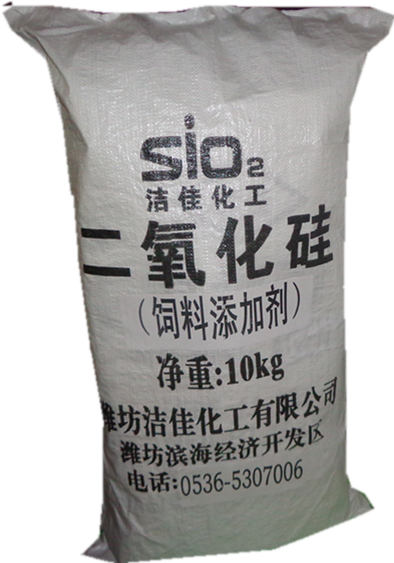 sio2
洁佳化工
二氧化硅
（饲料添加剂）
净重:10kg
潍坊洁佳化工有限公司
潍坊滨海经济开发区
电话:0536-5307006